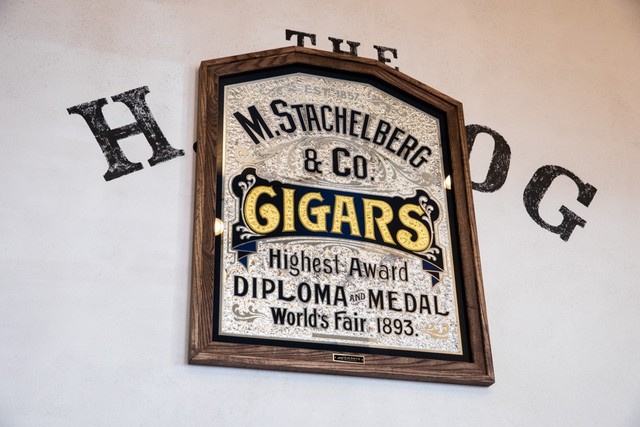 THE
H OG
EST. 1857
M. STACHELBERG
& CO.
CIGARS
Highest Award
DIPLOMA AND MEDAL
World's Fair 1893.